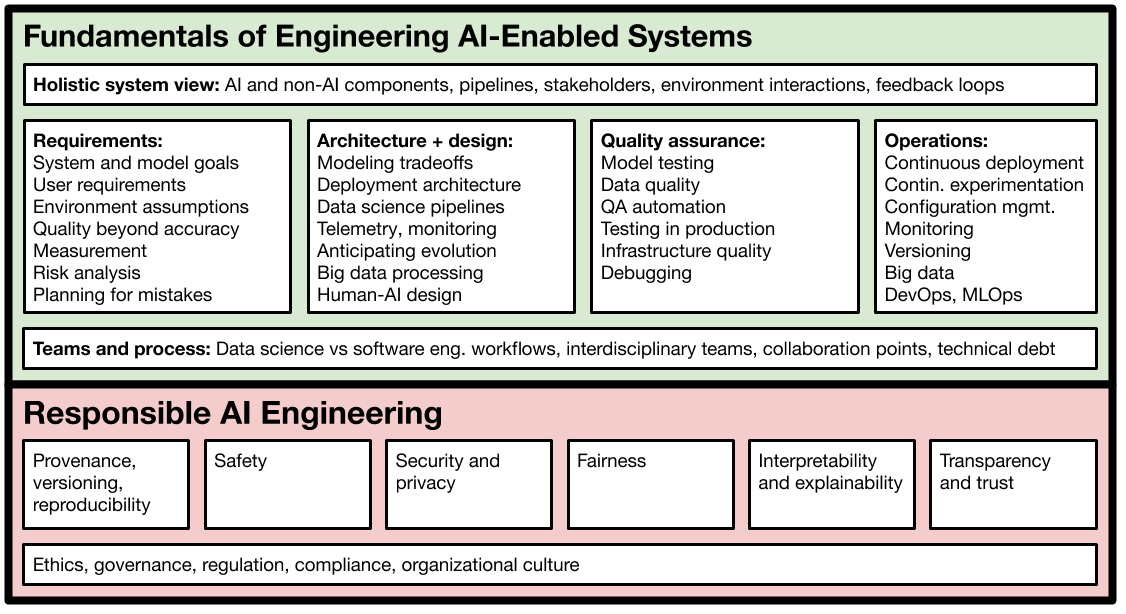 Fundamentals of Engineering AI-Enabled Systems
Holistic system view: AI and non-AI components, pipelines, stakeholders, environment interactions, feedback loops
Requirements:
System and model goals
User requirements
Environment assumptions
Quality beyond accuracy
Measurement
Risk analysis
Planning for mistakes
Architecture + design:
Modeling tradeoffs
Deployment architecture
Data science pipelines
Telemetry, monitoring
Anticipating evolution
Big data processing
Human-AI design
Quality assurance:
Model testing
Data quality
QA automation
Testing in production
Infrastructure quality
Debugging
Operations:
Continuous deployment
Contin. experimentation
Configuration mgmt.
Monitoring
Versioning
Big data
DevOps, MLOps
Teams and process: Data science vs software eng. workflows, interdisciplinary teams, collaboration points, technical debt
Responsible AI Engineering
Provenance,
versioning,
reproducibility
Safety
Security and
privacy
Fairness
Interpretability
and explainability
Transparency
and trust
Ethics, governance, regulation, compliance, organizational culture